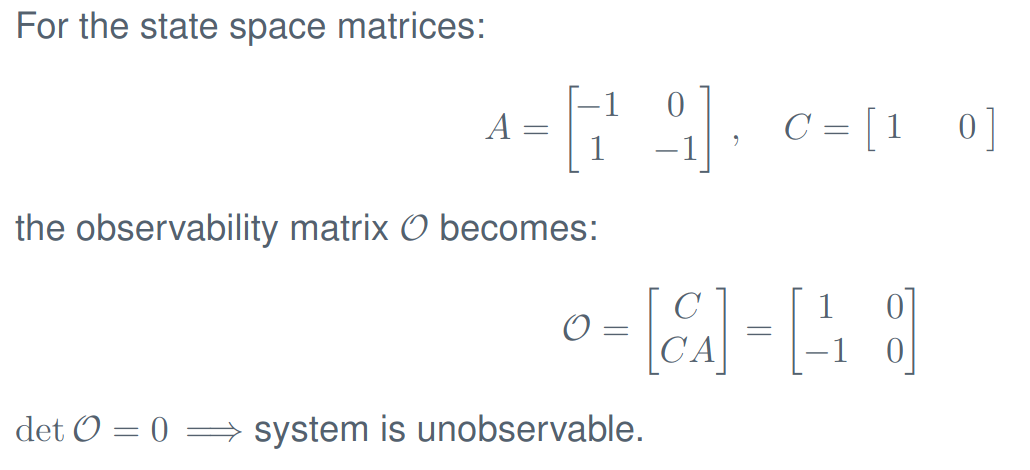 For the state space matrices:
$A = \begin{bmatrix} -1 & 0 \\ 1 & -1 \end{bmatrix}, \quad C = \begin{bmatrix} 1 & 0 \end{bmatrix}$
the observability matrix $\mathcal{O}$ becomes:
$\mathcal{O} = \begin{bmatrix} C \\ CA \end{bmatrix} = \begin{bmatrix} 1 & 0 \\ -1 & 0 \end{bmatrix}$
$\det \mathcal{O} = 0 \implies$ system is unobservable.